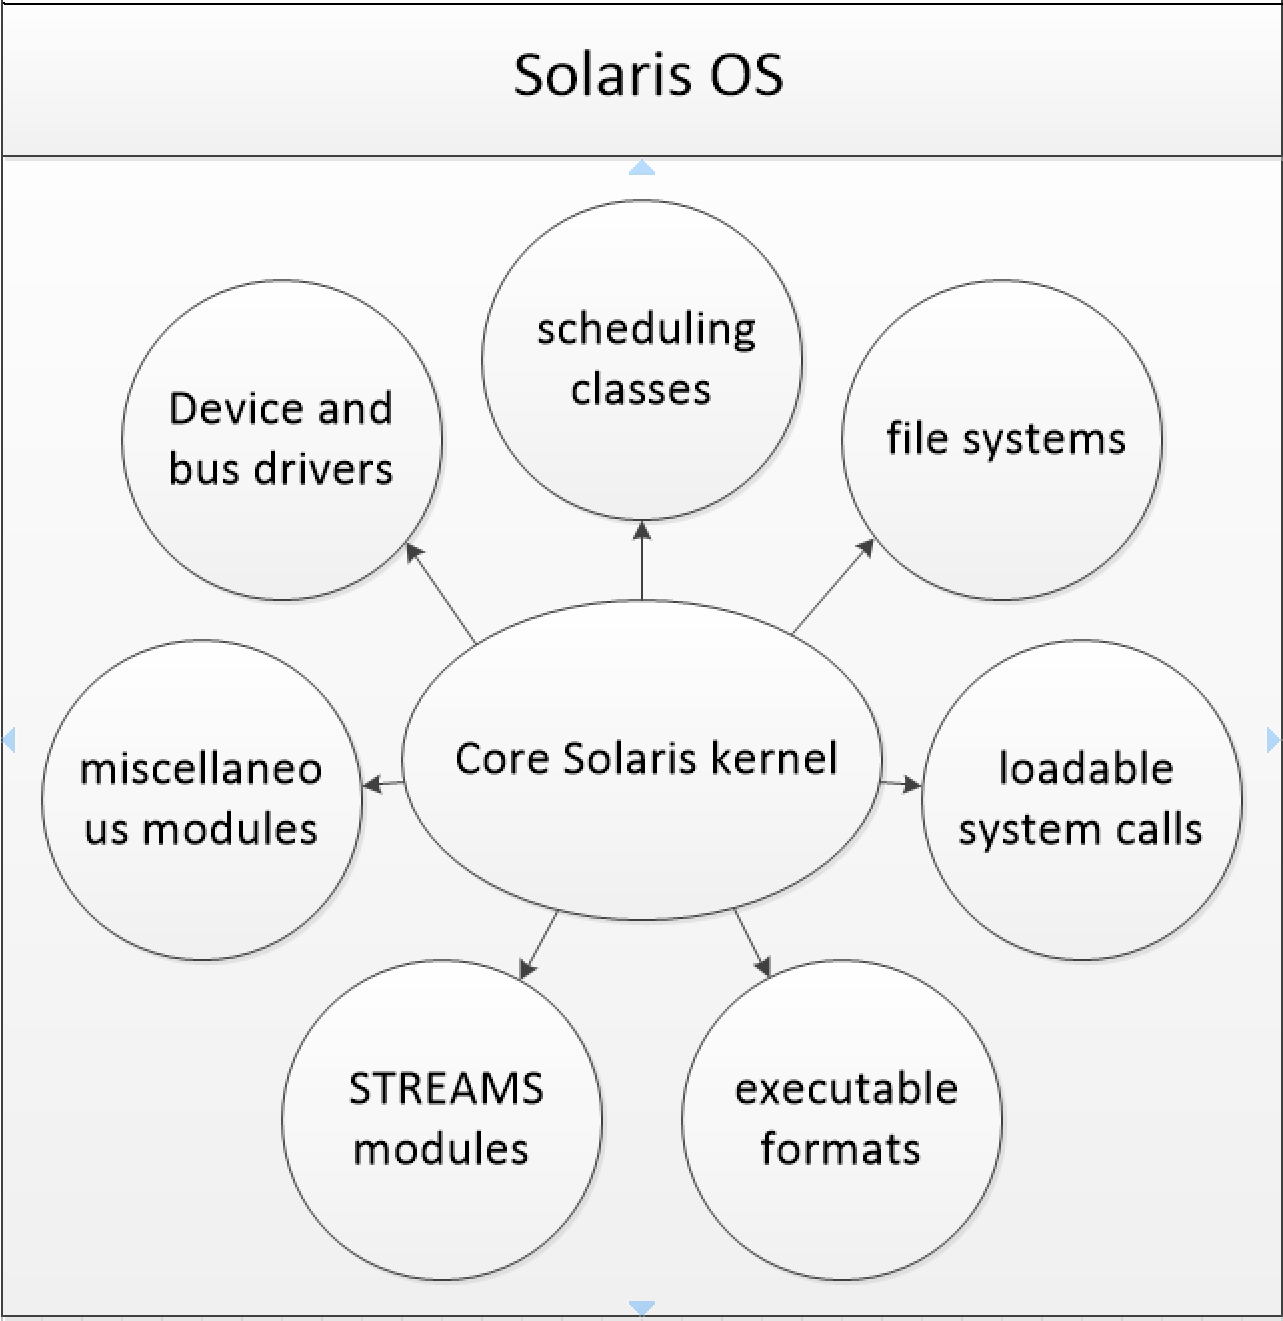 Solaris OS
scheduling
classes
Device and
bus drivers
file systems
Core Solaris kernel
miscellaneo
us modules
loadable
system calls
STREAMS
modules
executable
formats